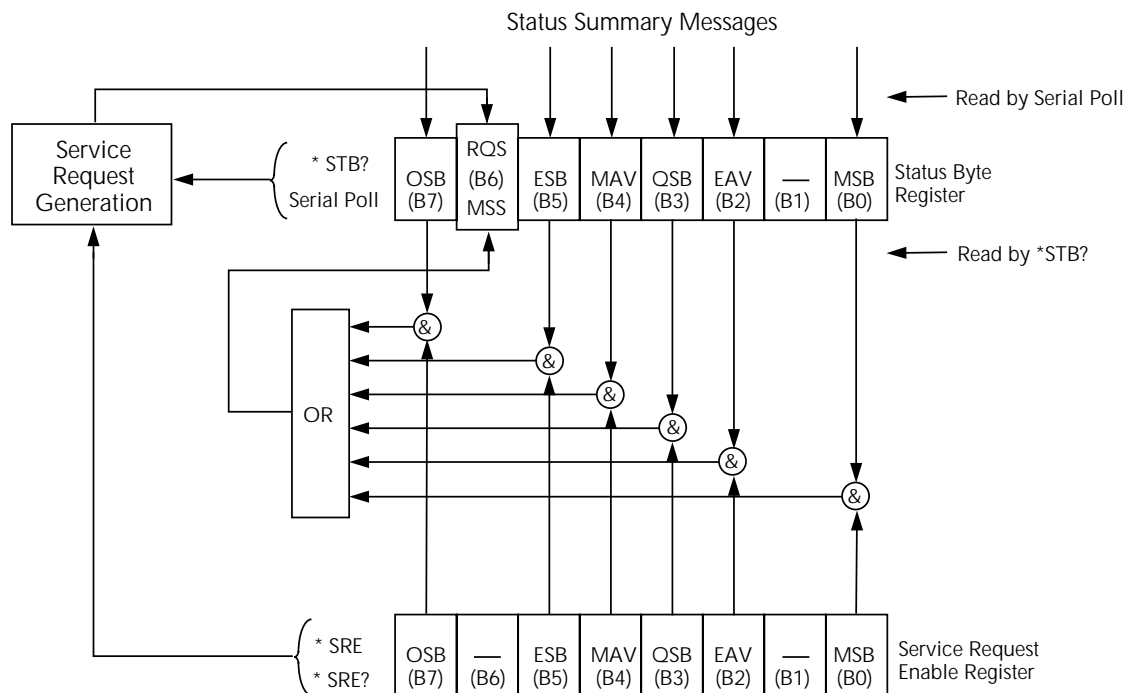 Status Summary Messages
Read by Serial Poll
Service
Request
Generation
* STB?
Serial Poll
OSB
(B7)
RQS
(B6)
MSS
ESB
(B5)
MAV
(B4)
QSB
(B3)
EAV
(B2)
—
(B1)
MSB
(B0)
Status Byte
Register
Read by *STB?
&
&
&
OR
&
&
&
* SRE
* SRE?
OSB
(B7)
—
(B6)
ESB
(B5)
MAV
(B4)
QSB
(B3)
EAV
(B2)
—
(B1)
MSB
(B0)
Service Request
Enable Register